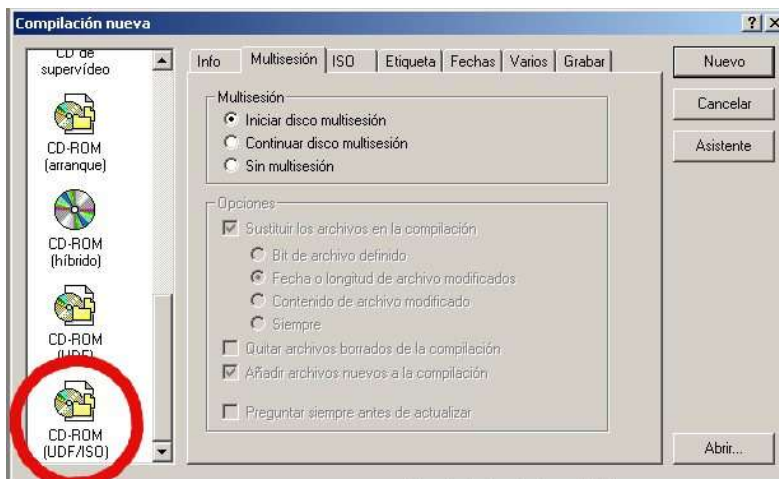 Compilación nueva
CD de
supervídeo
CD-ROM
(arranque)
CD-ROM
(híbrido)
CD-ROM
(UDF)
CD-ROM
(UDF/ISO)
Info Multisesión ISO Etiqueta Fechas Varios Grabar
Multisesión
Iniciar disco multisesión
Continuar disco multisesión
Sin multisesión
Opciones
Sustituir los archivos en la compilación
Bit de archivo definido
Fecha o longitud de archivo modificados
Contenido de archivo modificado
Siempre
Quitar archivos borrados de la compilación
Añadir archivos nuevos a la compilación
Preguntar siempre antes de actualizar
Nuevo
Cancelar
Asistente
Abrir...